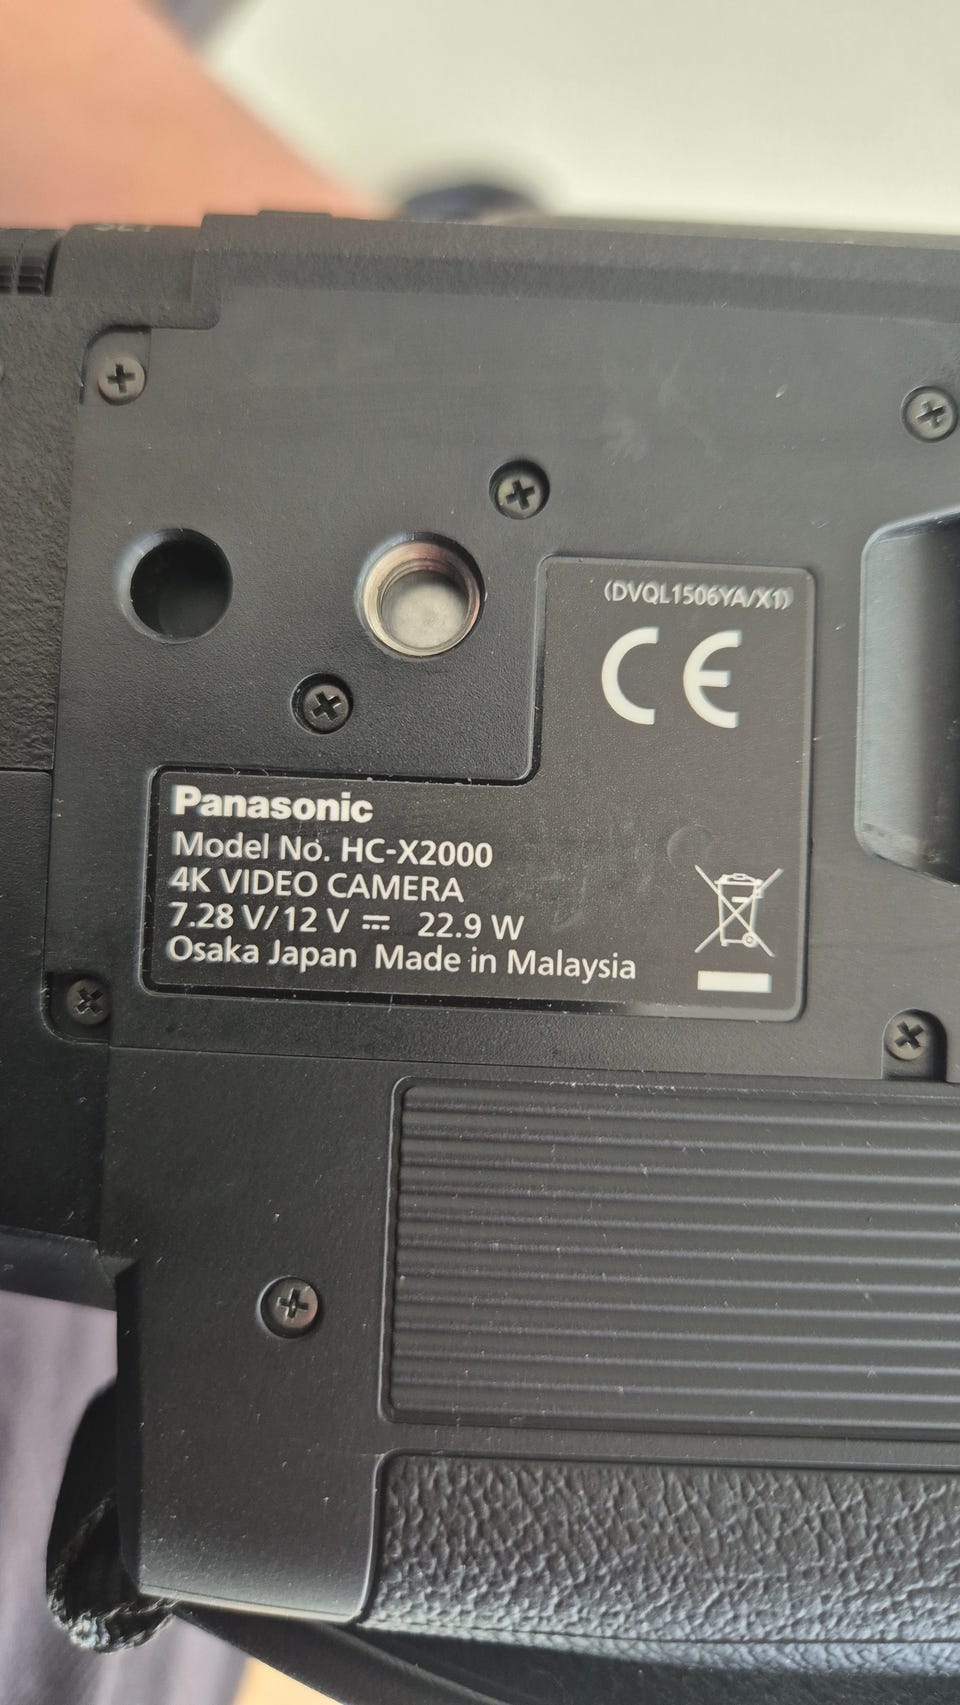 SET
(DVQL1506YA/X1)
CE
Panasonic
Model No. HC-X2000
4K VIDEO CAMERA
7.28 V/12 V ⎓ 22.9 W
Osaka Japan Made in Malaysia